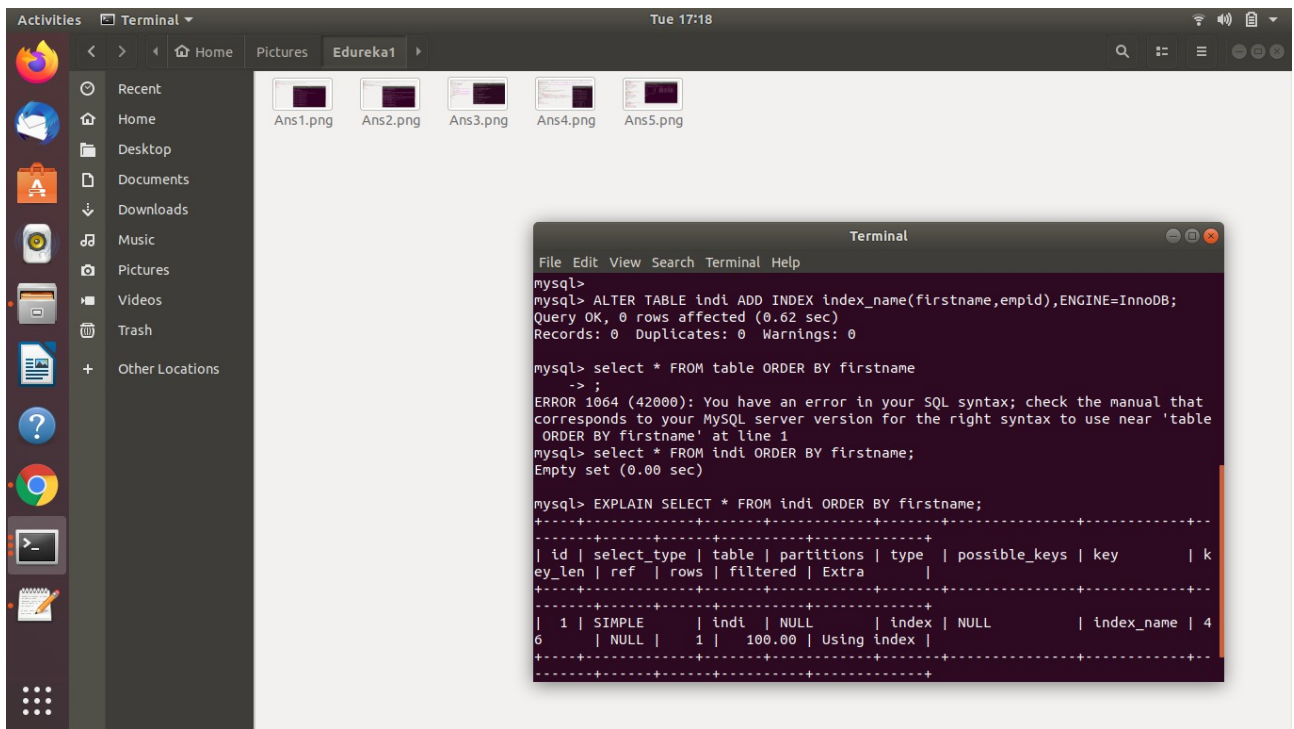 Activities Terminal Tue 17:18
Home Pictures Edureka1
Recent
Home
Desktop
Documents
Downloads
Music
Pictures
Videos
Trash
+ Other Locations
Ans1.png Ans2.png Ans3.png Ans4.png Ans5.png
Terminal
File Edit View Search Terminal Help
mysql>
mysql> ALTER TABLE indi ADD INDEX index_name(firstname,empid),ENGINE=InnoDB;
Query OK, 0 rows affected (0.62 sec)
Records: 0  Duplicates: 0  Warnings: 0
mysql> select * FROM table ORDER BY firstname
    -> ;
ERROR 1064 (42000): You have an error in your SQL syntax; check the manual that
corresponds to your MySQL server version for the right syntax to use near 'table
 ORDER BY firstname' at line 1
mysql> select * FROM indi ORDER BY firstname;
Empty set (0.00 sec)
mysql> EXPLAIN SELECT * FROM indi ORDER BY firstname;
+----+-------------+-------+------------+-------+---------------+------------+--
-------+------+------+----------+-------------+
| id | select_type | table | partitions | type  | possible_keys | key        | k
ey_len | ref  | rows | filtered | Extra       |
+----+-------------+-------+------------+-------+---------------+------------+--
-------+------+------+----------+-------------+
|  1 | SIMPLE      | indi  | NULL       | index | NULL          | index_name | 4
6      | NULL |    1 |   100.00 | Using index |
+----+-------------+-------+------------+-------+---------------+------------+--
-------+------+------+----------+-------------+